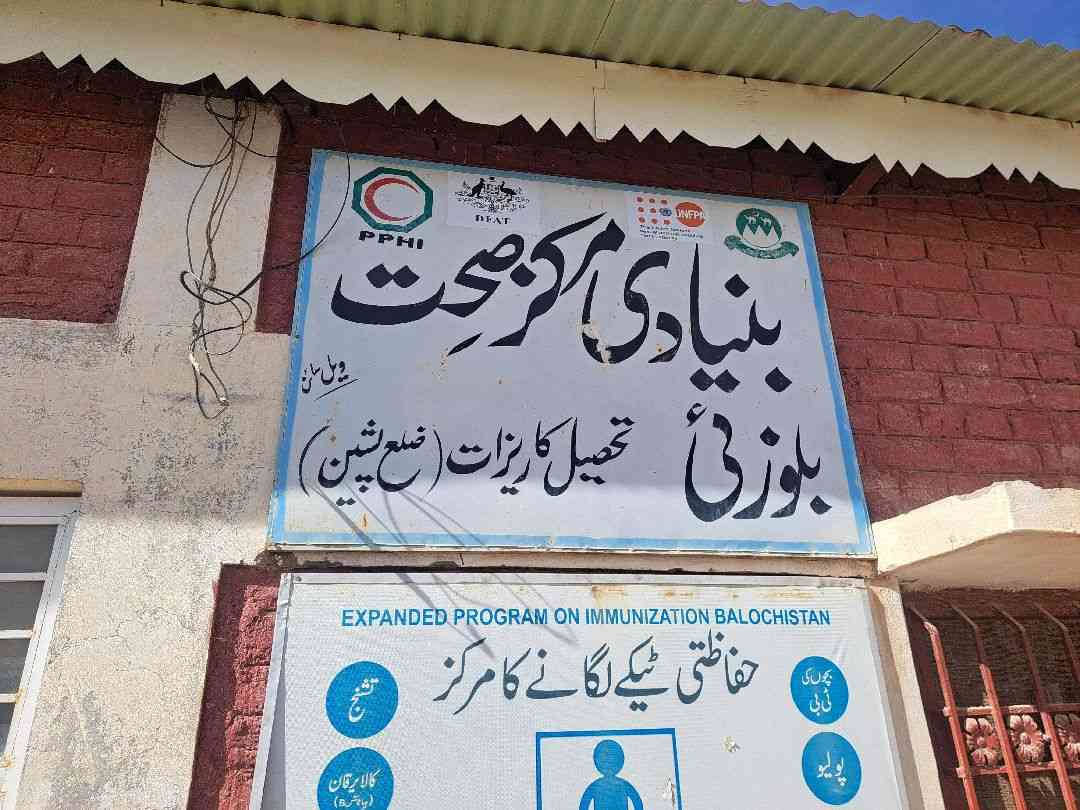 PPHI
DFAT
UNFPA
بنیادی مرکزِ صحت
بلوزئی
تحصیل کاریزات (ضلع پشین)
EXPANDED PROGRAM ON IMMUNIZATION BALOCHISTAN
حفاظتی ٹیکے لگانے کا مرکز
بچوں کی
ٹی بی
تشنج
پولیو
کالا یرقان